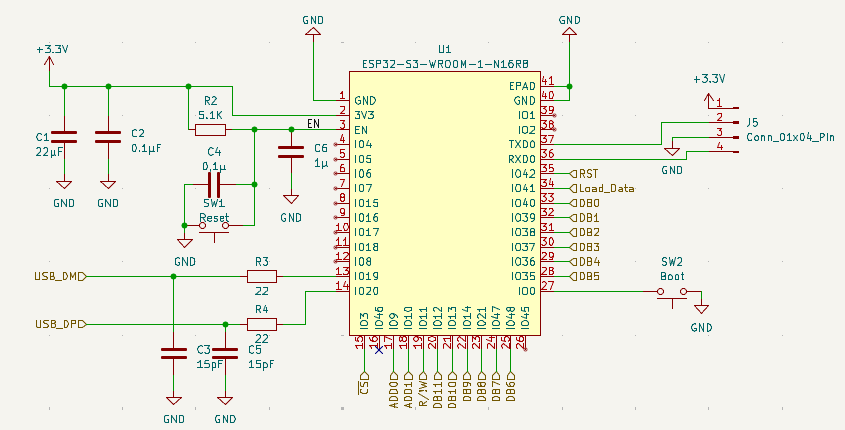 GND
GND
+3.3V
U1
ESP32-S3-WROOM-1-N16R8
+3.3V
R2
5.1K
EN
C1
22µF
C2
0.1µF
C4
0.1µ
C6
1µ
GND
GND
GND
SW1
Reset
GND
USB_DM
R3
22
USB_DP
R4
22
C3
15pF
C5
15pF
GND
GND
1
GND
2
3V3
3
EN
4
IO4
5
IO5
6
IO6
7
IO7
8
IO15
9
IO16
10
IO17
11
IO18
12
IO8
13
IO19
14
IO20
EPAD
41
GND
40
IO1
39
IO2
38
TXD0
37
RXD0
36
IO42
35
RST
IO41
34
Load_Data
IO40
33
DB0
IO39
32
DB1
IO38
31
DB2
IO37
30
DB3
IO36
29
DB4
IO35
28
DB5
IO0
27
IO3
15
CS
IO46
16
IO9
17
ADD0
IO10
18
ADD1
IO11
19
R/!W
IO12
20
DB11
IO13
21
DB10
IO14
22
DB9
IO21
23
DB8
IO47
24
DB7
IO48
25
DB6
IO45
26
1
2
3
4
J5
Conn_01x04_Pin
GND
SW2
Boot
GND